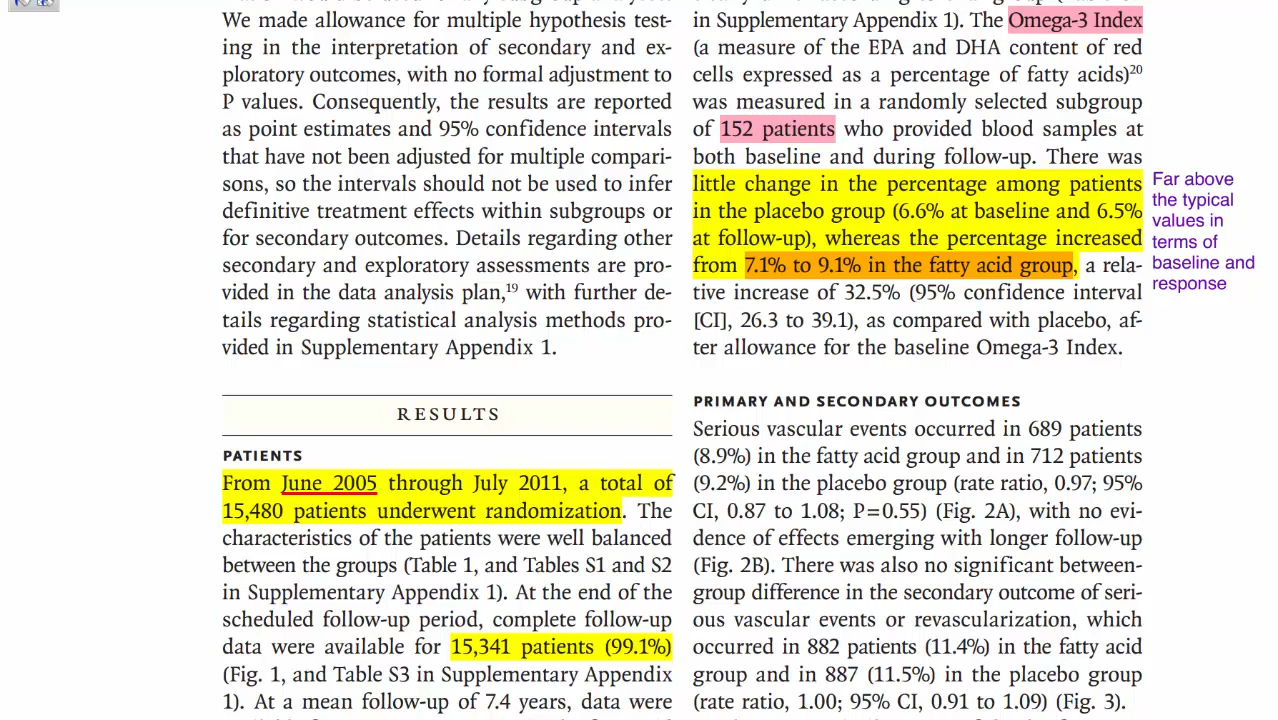 We made allowance for multiple hypothesis test-
ing in the interpretation of secondary and ex-
ploratory outcomes, with no formal adjustment to
P values. Consequently, the results are reported
as point estimates and 95% confidence intervals
that have not been adjusted for multiple compari-
sons, so the intervals should not be used to infer
definitive treatment effects within subgroups or
for secondary outcomes. Details regarding other
secondary and exploratory assessments are pro-
vided in the data analysis plan,19 with further de-
tails regarding statistical analysis methods pro-
vided in Supplementary Appendix 1.
RESULTS
PATIENTS
From June 2005 through July 2011, a total of
15,480 patients underwent randomization. The
characteristics of the patients were well balanced
between the groups (Table 1, and Tables S1 and S2
in Supplementary Appendix 1). At the end of the
scheduled follow-up period, complete follow-up
data were available for 15,341 patients (99.1%)
(Fig. 1, and Table S3 in Supplementary Appendix
1). At a mean follow-up of 7.4 years, data were
in Supplementary Appendix 1). The Omega-3 Index
(a measure of the EPA and DHA content of red
cells expressed as a percentage of fatty acids)20
was measured in a randomly selected subgroup
of 152 patients who provided blood samples at
both baseline and during follow-up. There was
little change in the percentage among patients
in the placebo group (6.6% at baseline and 6.5%
at follow-up), whereas the percentage increased
from 7.1% to 9.1% in the fatty acid group, a rela-
tive increase of 32.5% (95% confidence interval
[CI], 26.3 to 39.1), as compared with placebo, af-
ter allowance for the baseline Omega-3 Index.
PRIMARY AND SECONDARY OUTCOMES
Serious vascular events occurred in 689 patients
(8.9%) in the fatty acid group and in 712 patients
(9.2%) in the placebo group (rate ratio, 0.97; 95%
CI, 0.87 to 1.08; P=0.55) (Fig. 2A), with no evi-
dence of effects emerging with longer follow-up
(Fig. 2B). There was also no significant between-
group difference in the secondary outcome of seri-
ous vascular events or revascularization, which
occurred in 882 patients (11.4%) in the fatty acid
group and in 887 (11.5%) in the placebo group
(rate ratio, 1.00; 95% CI, 0.91 to 1.09) (Fig. 3).
Far above
the typical
values in
terms of
baseline and
response